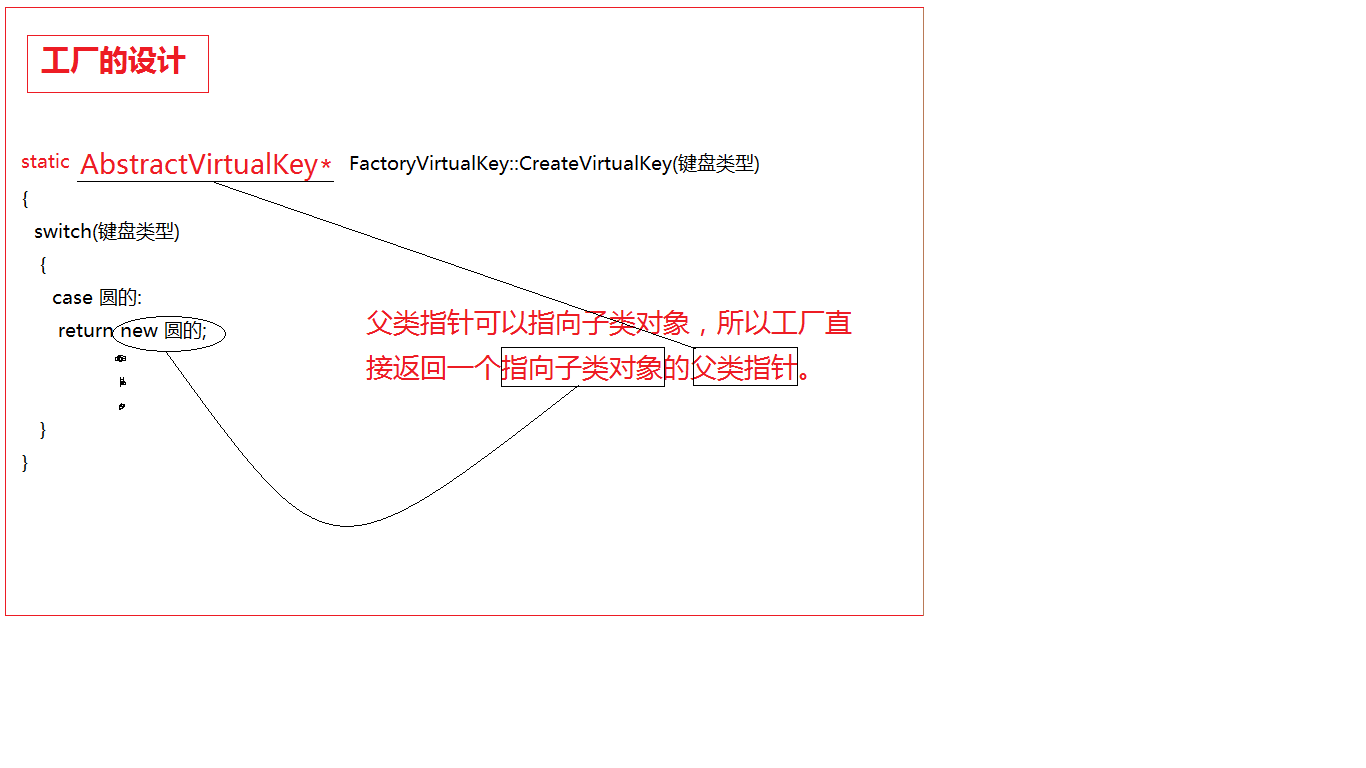 工厂的设计
static AbstractVirtualKey* FactoryVirtualKey::CreateVirtualKey(键盘类型)
{
switch(键盘类型)
{
case 圆的:
return new 圆的;
父类指针可以指向子类对象，所以工厂直
接返回一个指向子类对象的父类指针。
}
}